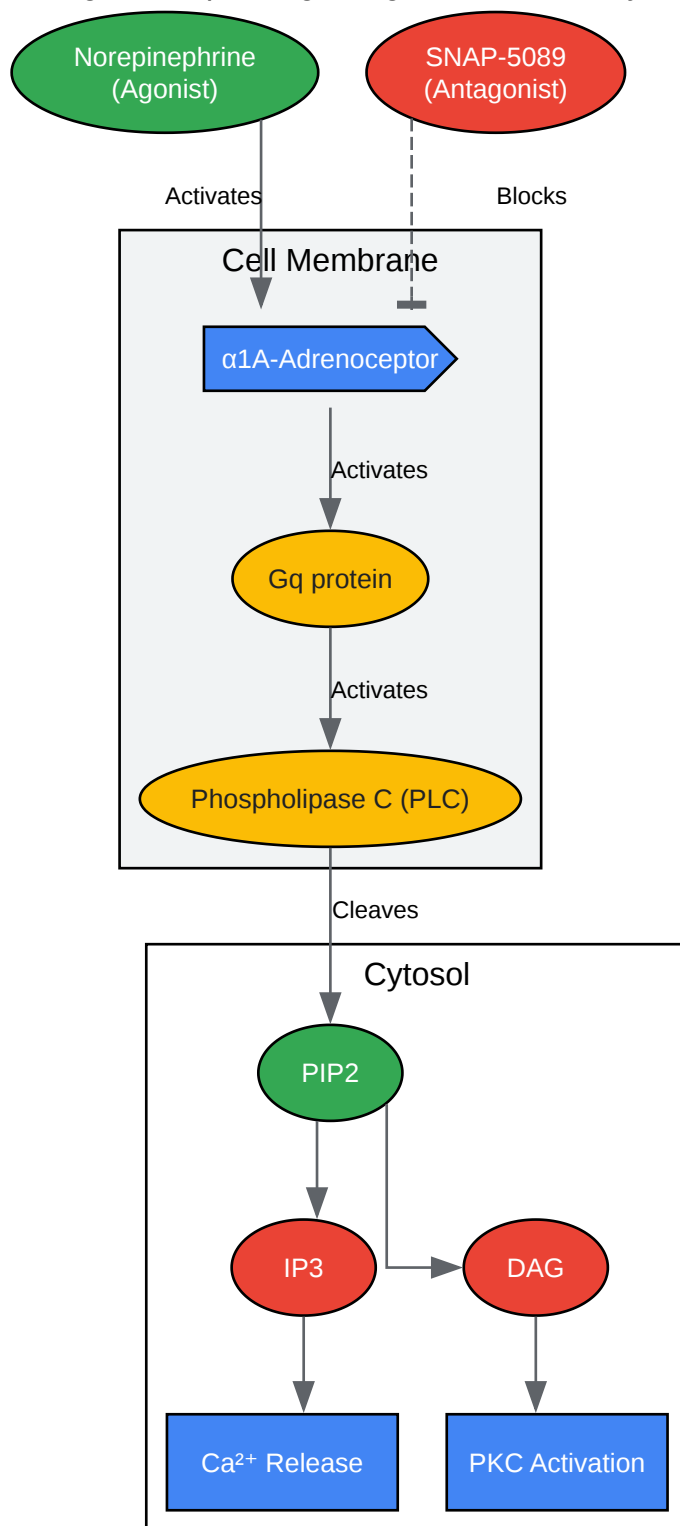 Norepinephrine
(Agonist)
SNAP-5089
(Antagonist)
Activates
Blocks
Cell Membrane
α1A-Adrenoceptor
Activates
Gq protein
Activates
Phospholipase C (PLC)
Cleaves
Cytosol
PIP2
IP3
DAG
Ca²⁺ Release
PKC Activation